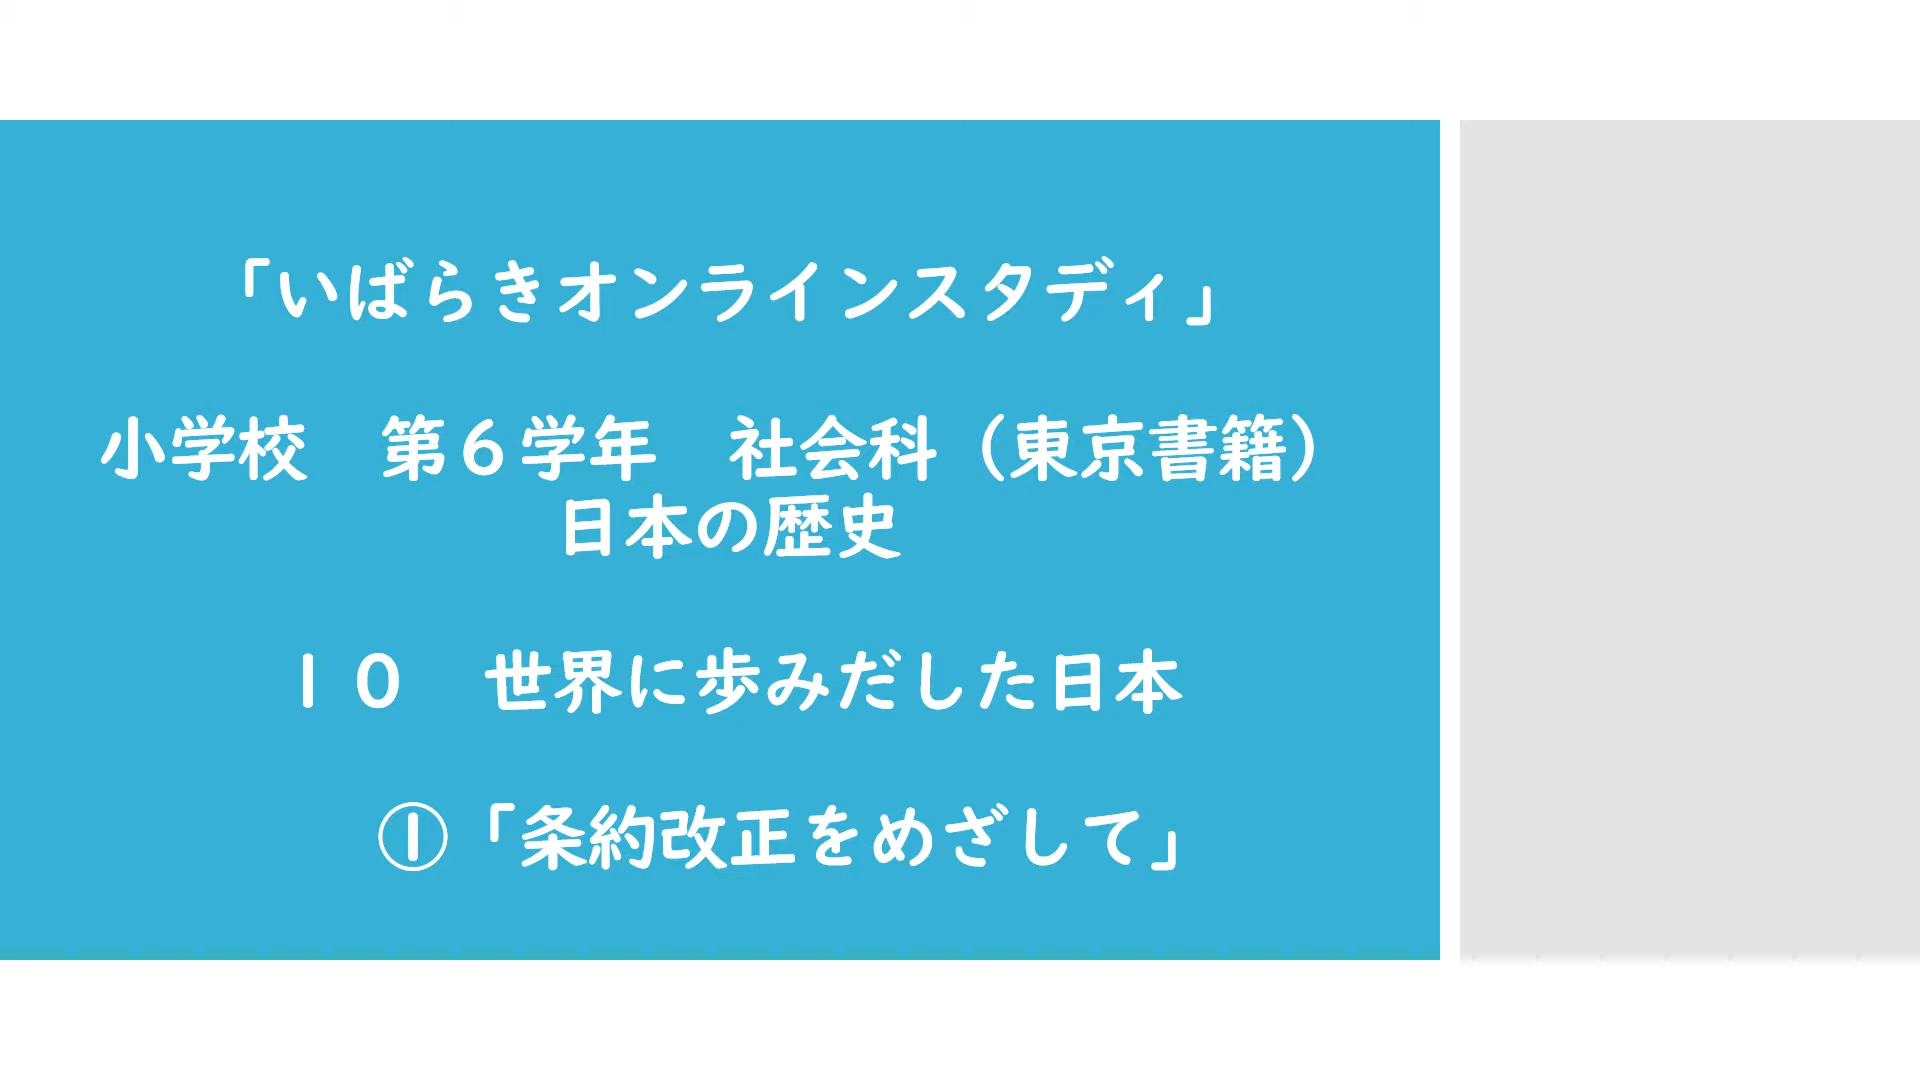 「いばらきオンラインスタディ」
小学校　第６学年　社会科（東京書籍）
日本の歴史
１０　世界に歩みだした日本
①「条約改正をめざして」